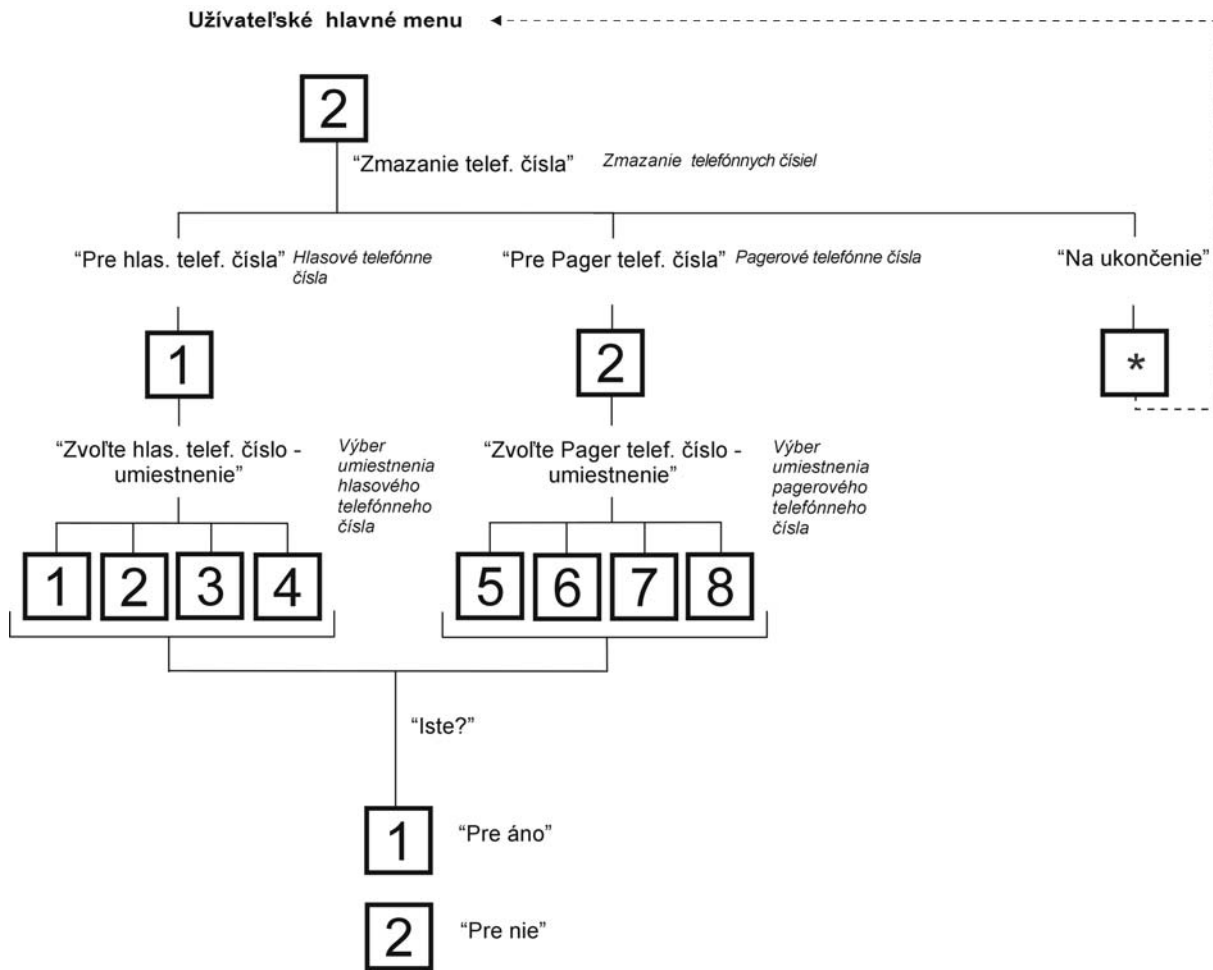 Užívateľské hlavné menu
2
“Zmazanie telef. čísla” Zmazanie telefónnych čísiel
“Pre hlas. telef. čísla” Hlasové telefónne
čísla
“Pre Pager telef. čísla” Pagerové telefónne čísla
“Na ukončenie”
1
2
*
“Zvoľte hlas. telef. číslo -
umiestnenie”
Výber
umiestnenia
hlasového
telefónneho
čísla
“Zvoľte Pager telef. číslo -
umiestnenie”
Výber
umiestnenia
pagerového
telefónneho
čísla
1 2 3 4
5 6 7 8
“Iste?”
1 “Pre áno”
2 “Pre nie”